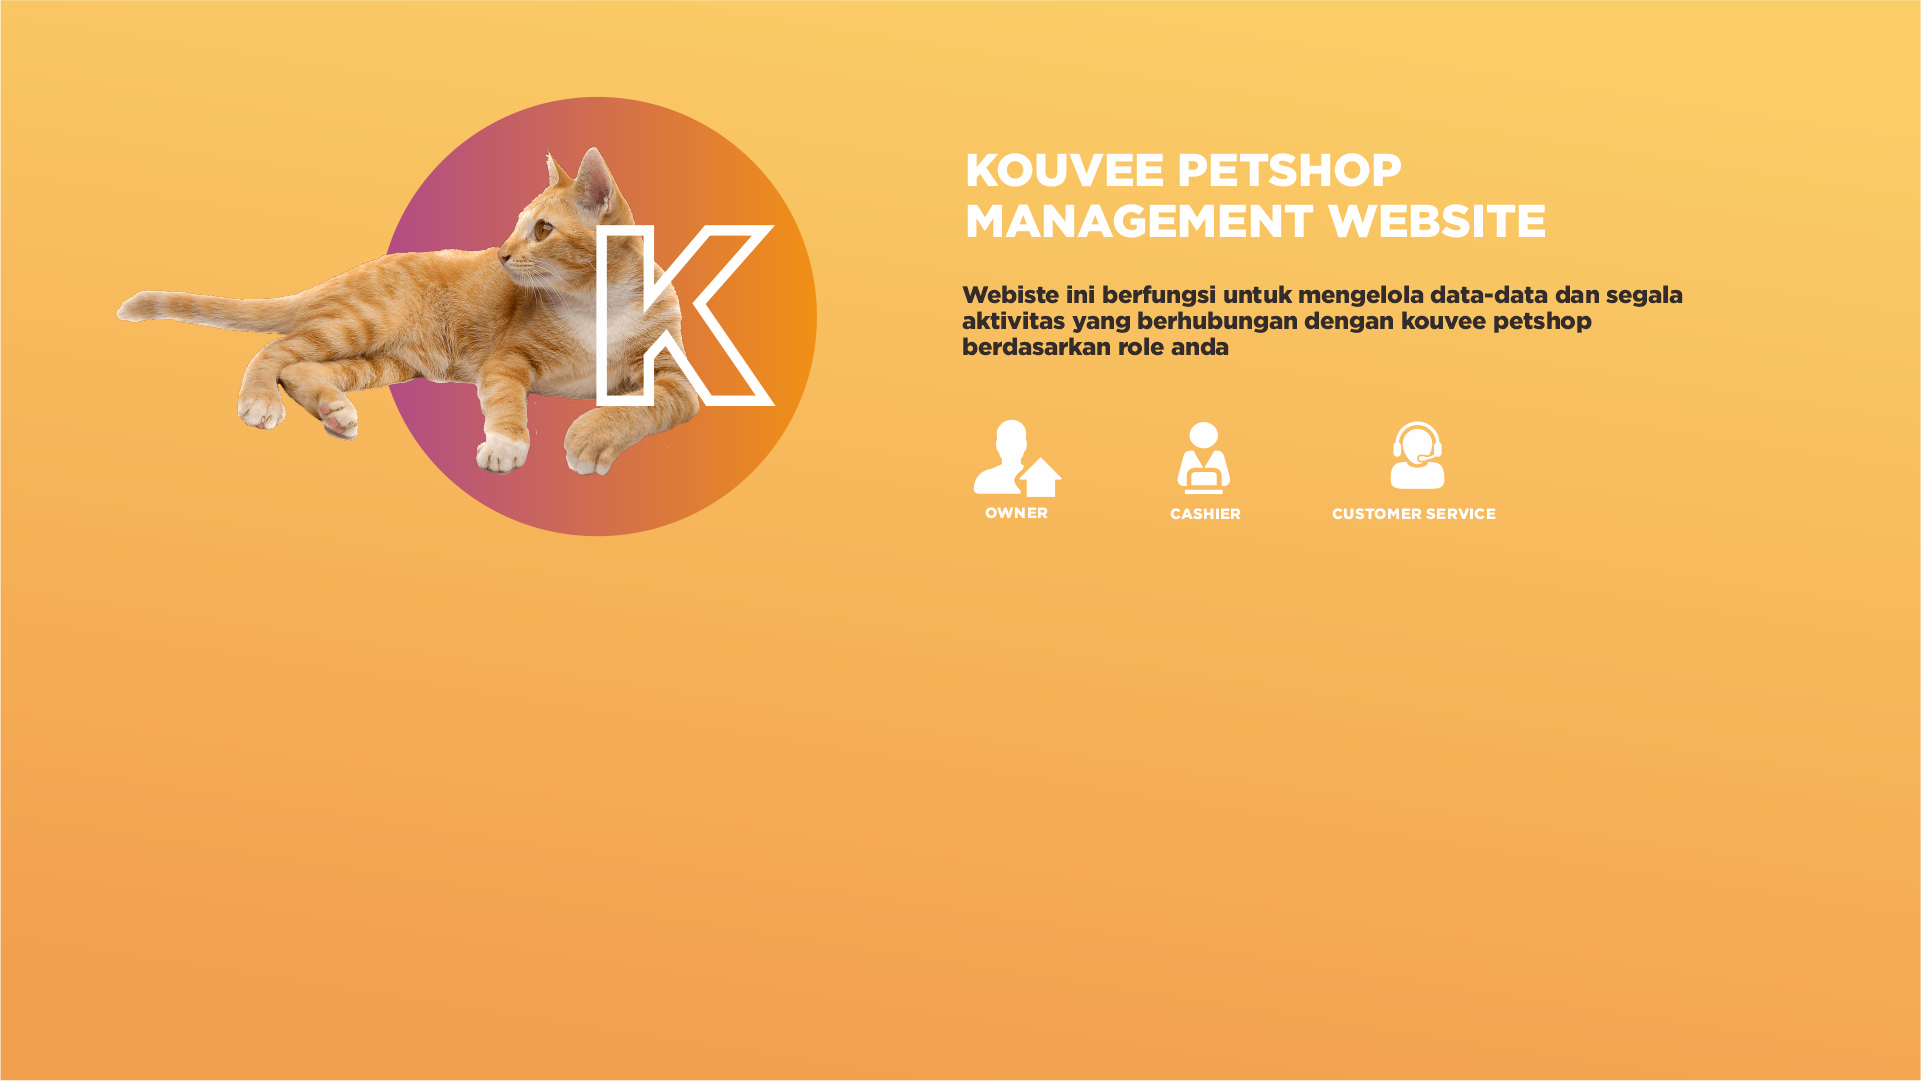 K
KOUVEE PETSHOP
MANAGEMENT WEBSITE
Webiste ini berfungsi untuk mengelola data-data dan segala
aktivitas yang berhubungan dengan kouvee petshop
berdasarkan role anda
OWNER
CASHIER
CUSTOMER SERVICE